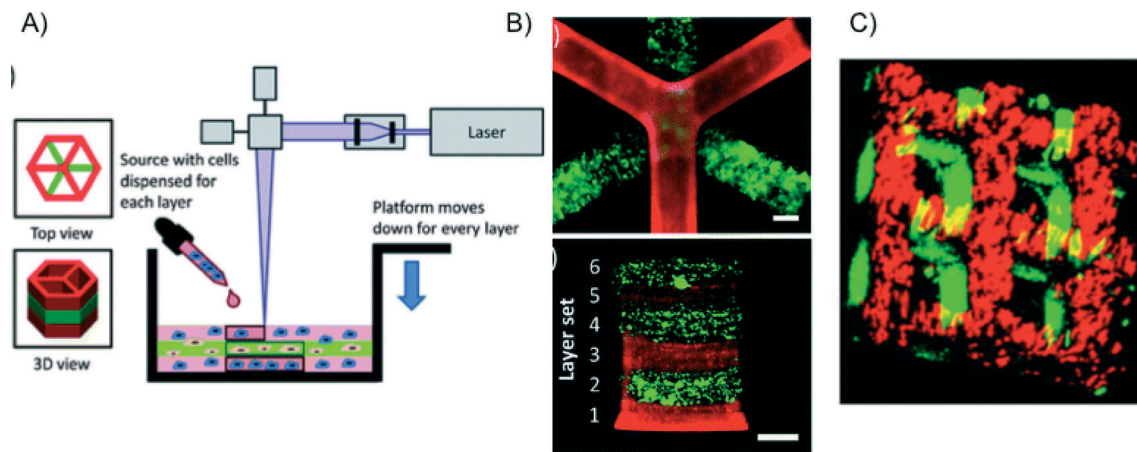 A)
B)
C)
)
Laser
Source with cells
dispensed for
each layer
Platform moves
down for every layer
Top view
3D view
)
)
Layer set
6
5
4
3
2
1